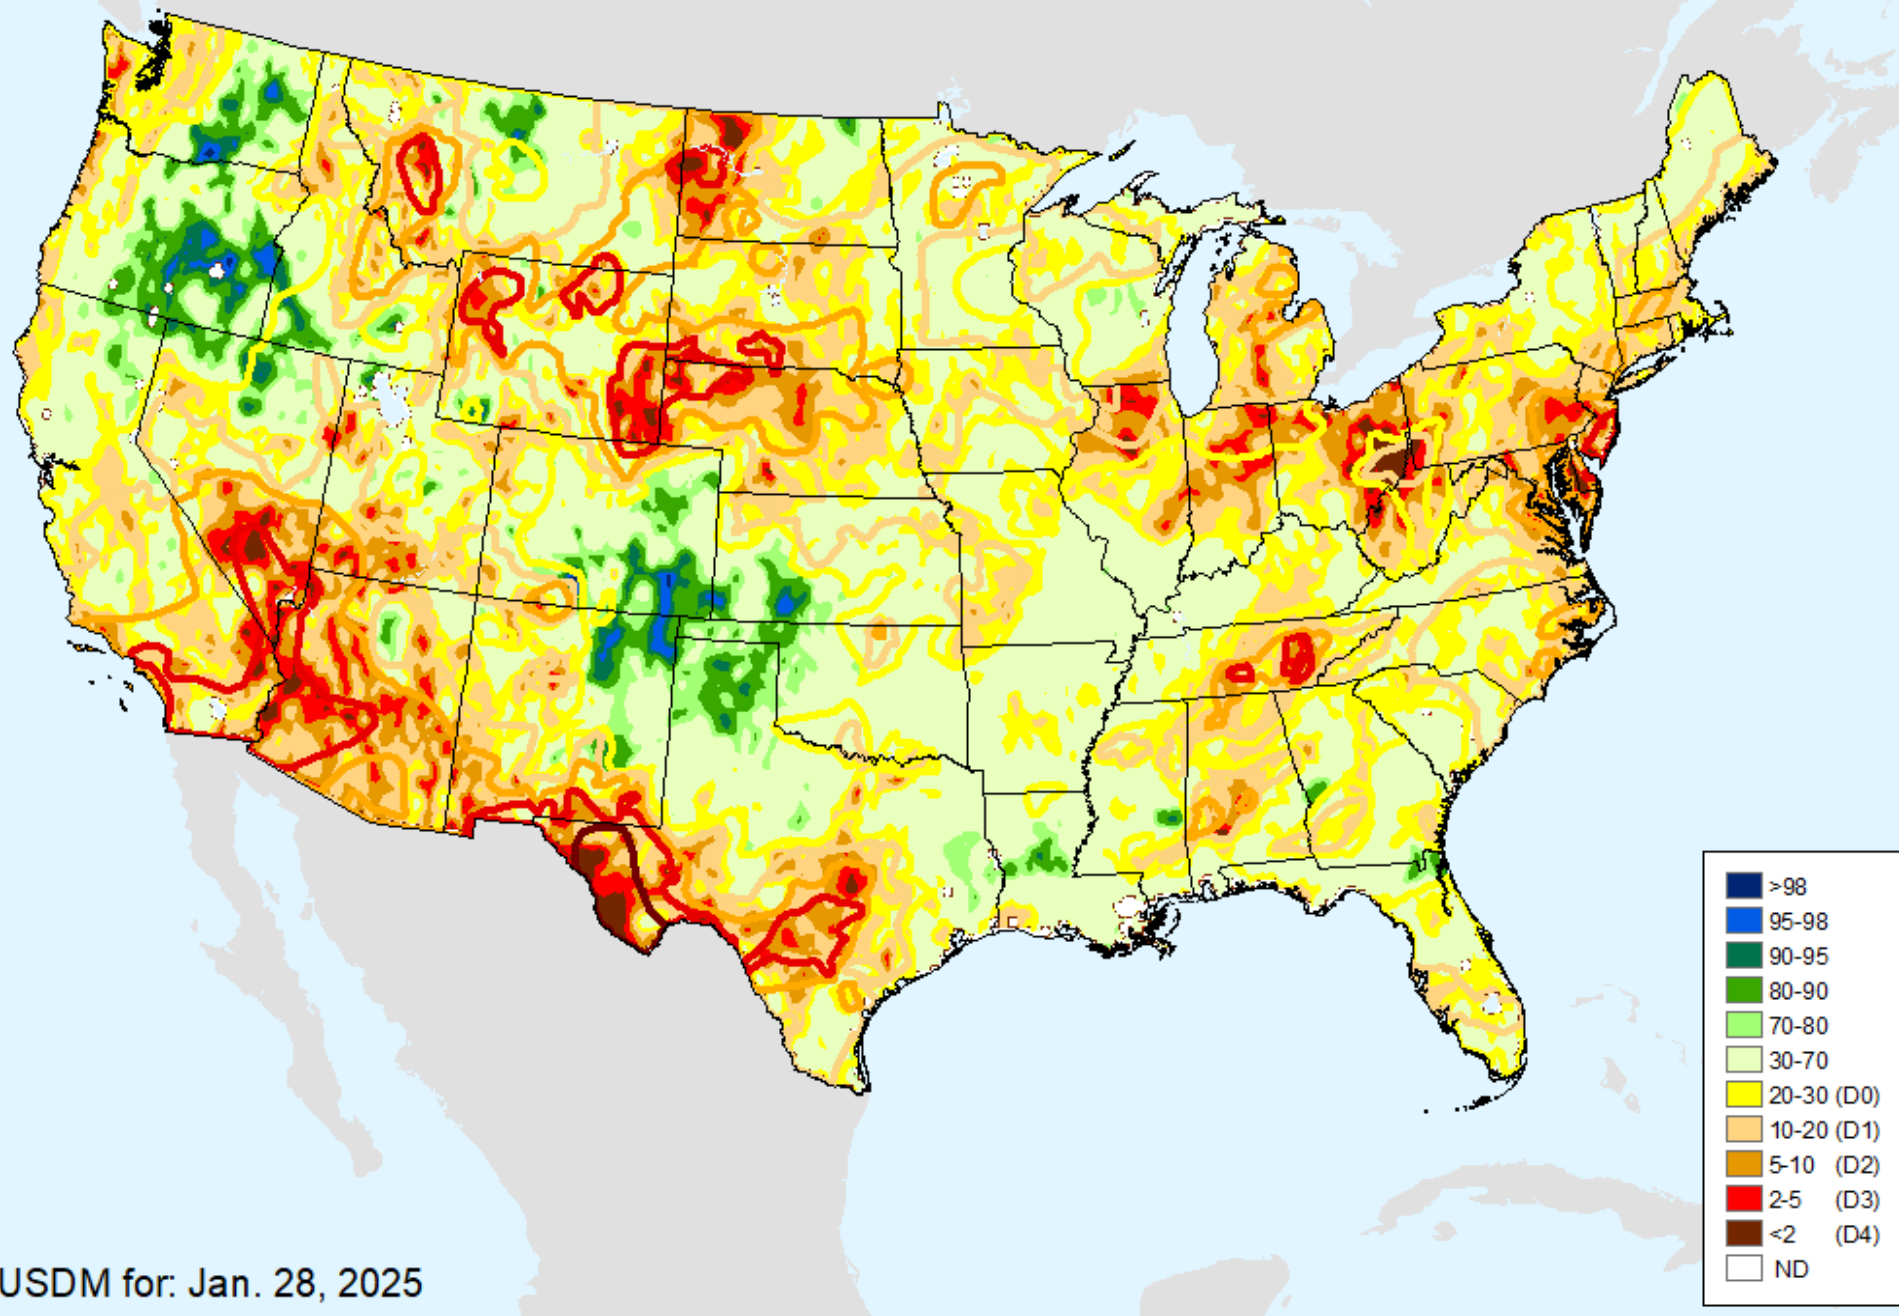 >98
95-98
90-95
80-90
70-80
30-70
20-30 (D0)
10-20 (D1)
5-10 (D2)
2-5 (D3)
<2 (D4)
ND
USDM for: Jan. 28, 2025